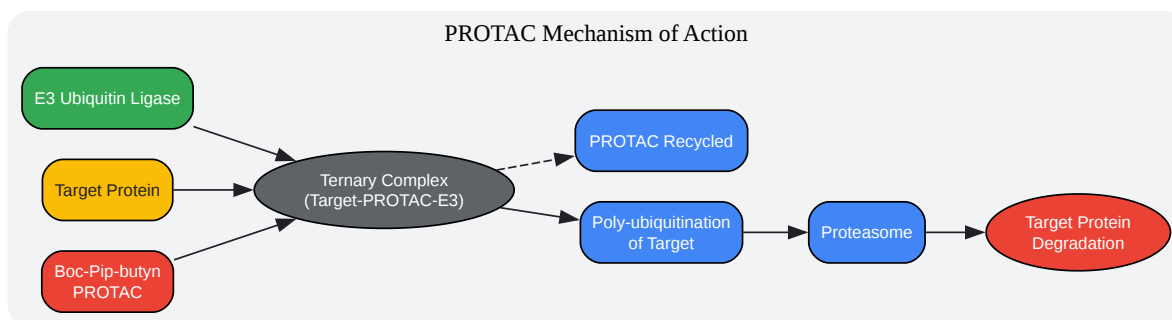 PROTAC Mechanism of Action
E3 Ubiquitin Ligase
Target Protein
Boc-Pip-butyn
PROTAC
Ternary Complex
(Target-PROTAC-E3)
PROTAC Recycled
Poly-ubiquitination
of Target
Proteasome
Target Protein
Degradation